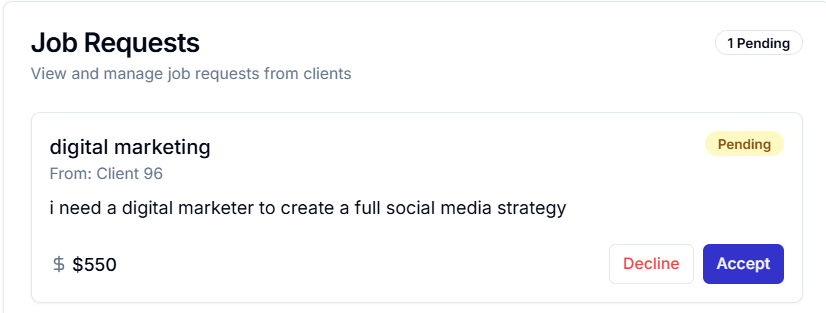 Job Requests
1 Pending
View and manage job requests from clients
digital marketing
Pending
From: Client 96
i need a digital marketer to create a full social media strategy
$ $550
Decline
Accept